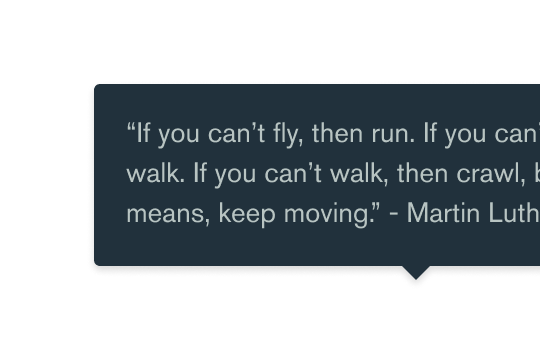 “If you can’t fly, then run. If you can’
walk. If you can’t walk, then crawl, b
means, keep moving.” - Martin Luth